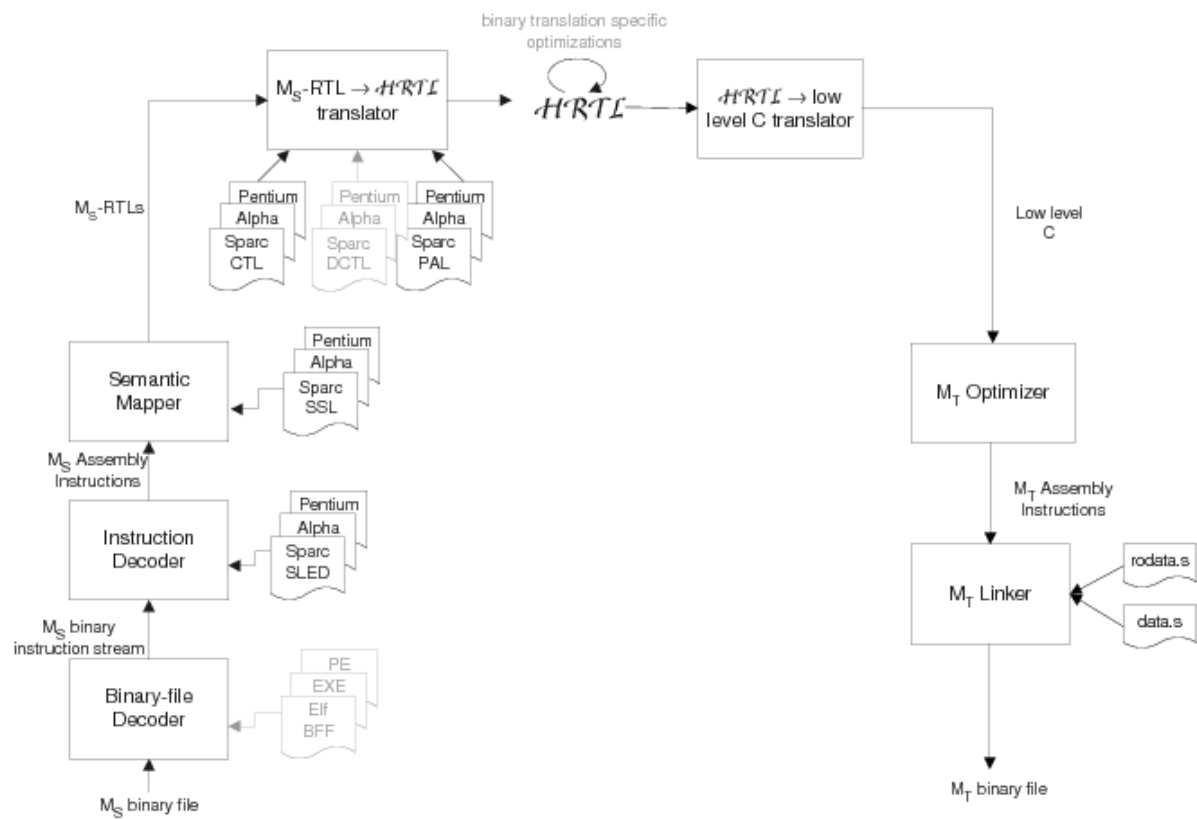 binary translation specific
optimizations
M_S-RTL → HRTL
translator
HRTL
HRTL → low
level C translator
Pentium
Alpha
Sparc
CTL
Pentium
Alpha
Sparc
DCTL
Pentium
Alpha
Sparc
PAL
M_S-RTLs
Low level
C
Semantic
Mapper
Pentium
Alpha
Sparc
SSL
M_T Optimizer
M_S Assembly
Instructions
M_T Assembly
Instructions
Instruction
Decoder
Pentium
Alpha
Sparc
SLED
M_T Linker
rodata.s
data.s
M_S binary
instruction stream
Binary-file
Decoder
PE
EXE
Elf
BFF
M_S binary file
M_T binary file